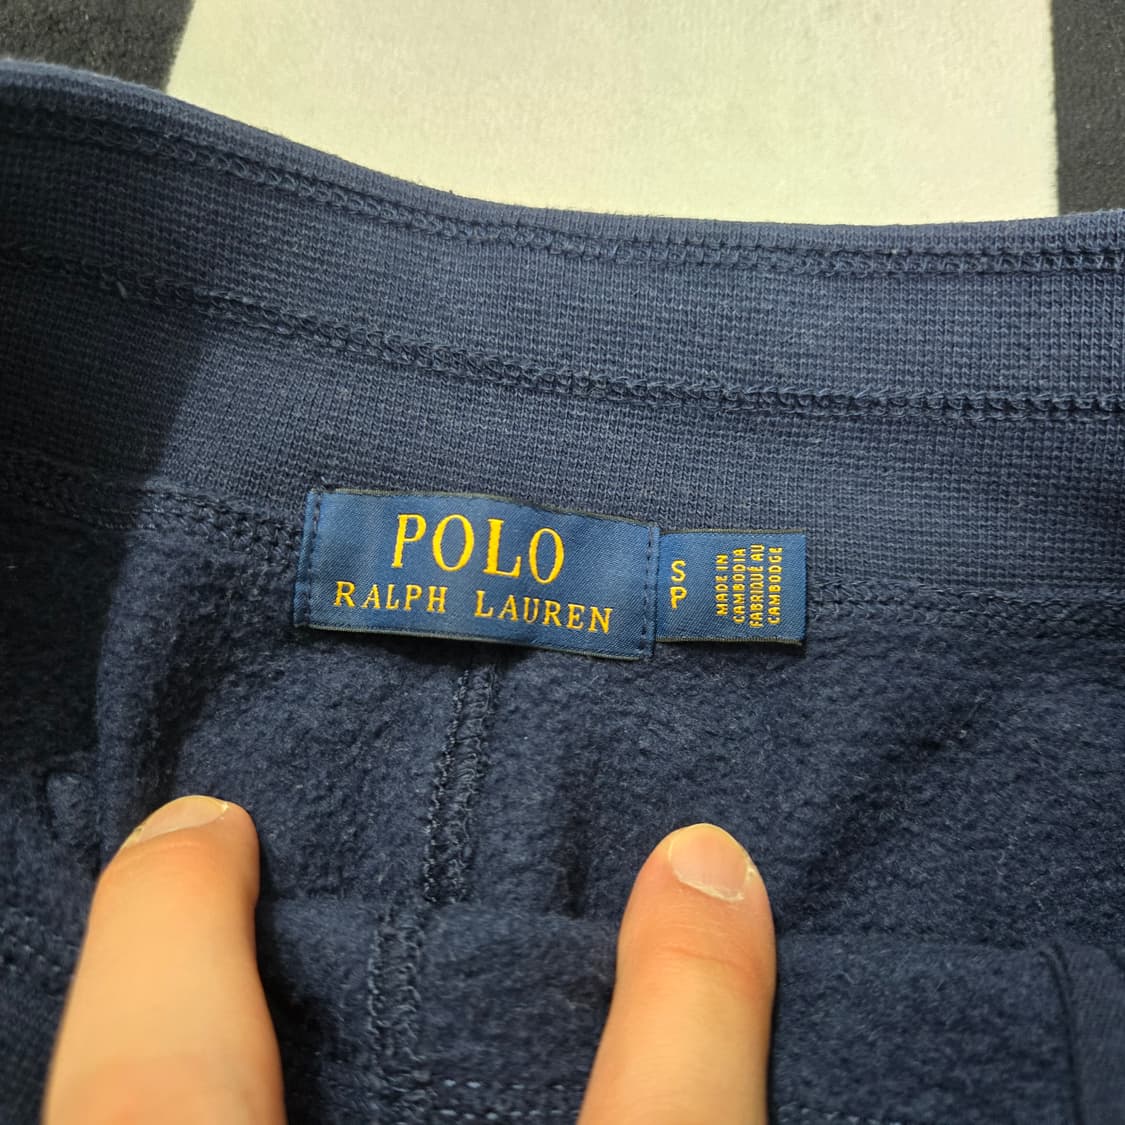 POLO
RALPH LAUREN
S
P
MADE IN
CAMBODIA
FABRIQUÉ AU
CAMBODGE